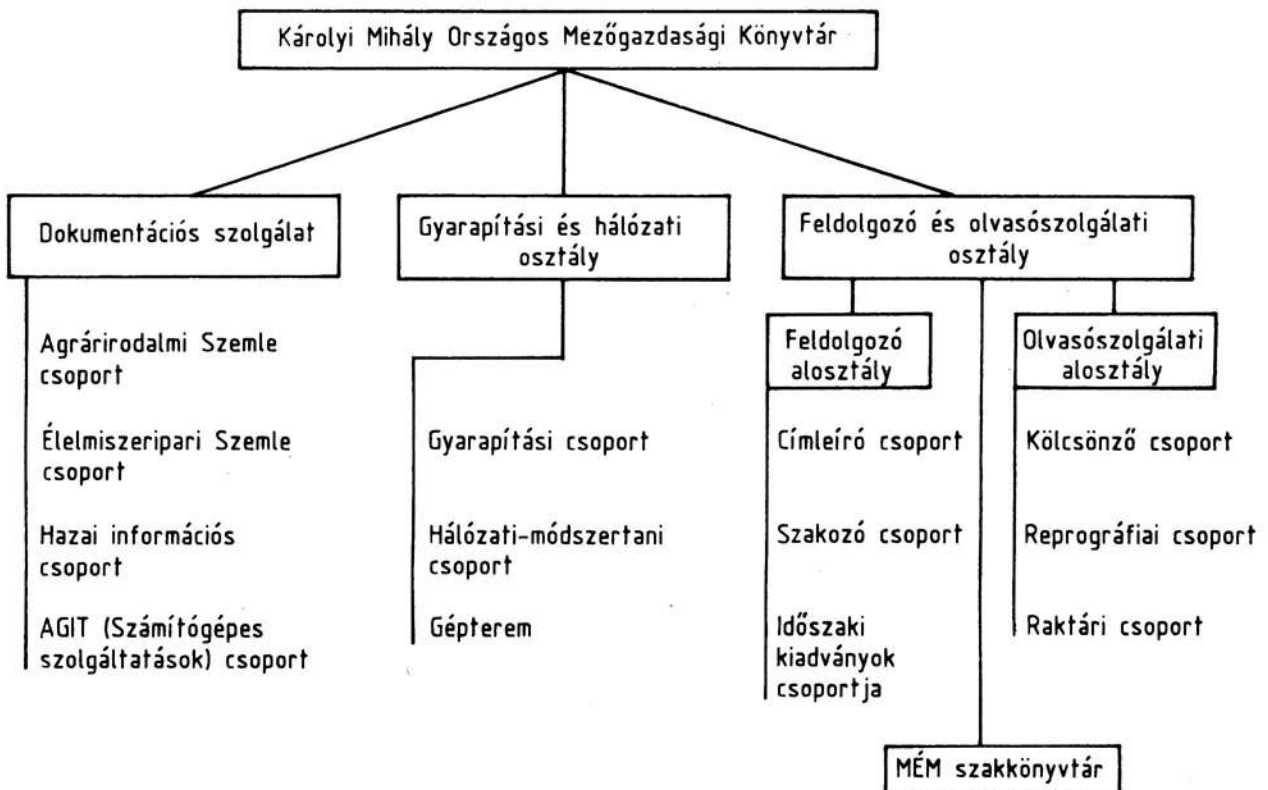 Károlyi Mihály Országos Mezőgazdasági Könyvtár
Dokumentációs szolgálat
Agrárirodalmi Szemle
csoport
Élelmiszeripari Szemle
csoport
Hazai információs
csoport
AGIT (Számítógépes
szolgáltatások) csoport
Gyarapítási és hálózati
osztály
Gyarapítási csoport
Hálózati-módszertani
csoport
Gépterem
Feldolgozó és olvasószolgálati
osztály
Feldolgozó
alosztály
Címleíró csoport
Szakozó csoport
Időszaki
kiadványok
csoportja
Olvasószolgálati
alosztály
Kölcsönző csoport
Reprográfiai csoport
Raktári csoport
MÉM szakkönyvtár